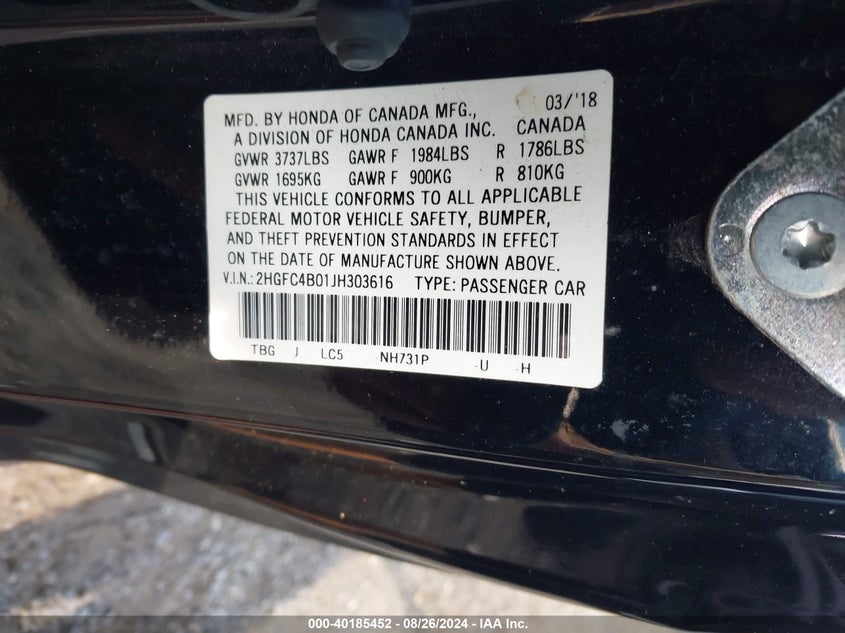 MFD. BY HONDA OF CANADA MFG., 03/'18
A DIVISION OF HONDA CANADA INC. CANADA
GVWR 3737LBS GAWR F 1984LBS R 1786LBS
GVWR 1695KG GAWR F 900KG R 810KG
THIS VEHICLE CONFORMS TO ALL APPLICABLE
FEDERAL MOTOR VEHICLE SAFETY, BUMPER,
AND THEFT PREVENTION STANDARDS IN EFFECT
ON THE DATE OF MANUFACTURE SHOWN ABOVE.
V.I.N.: 2HGFC4B01JH303616 TYPE: PASSENGER CAR
TBG J LC5 -NH731P -U -H
000-40185452 - 08/26/2024 - IAA Inc.